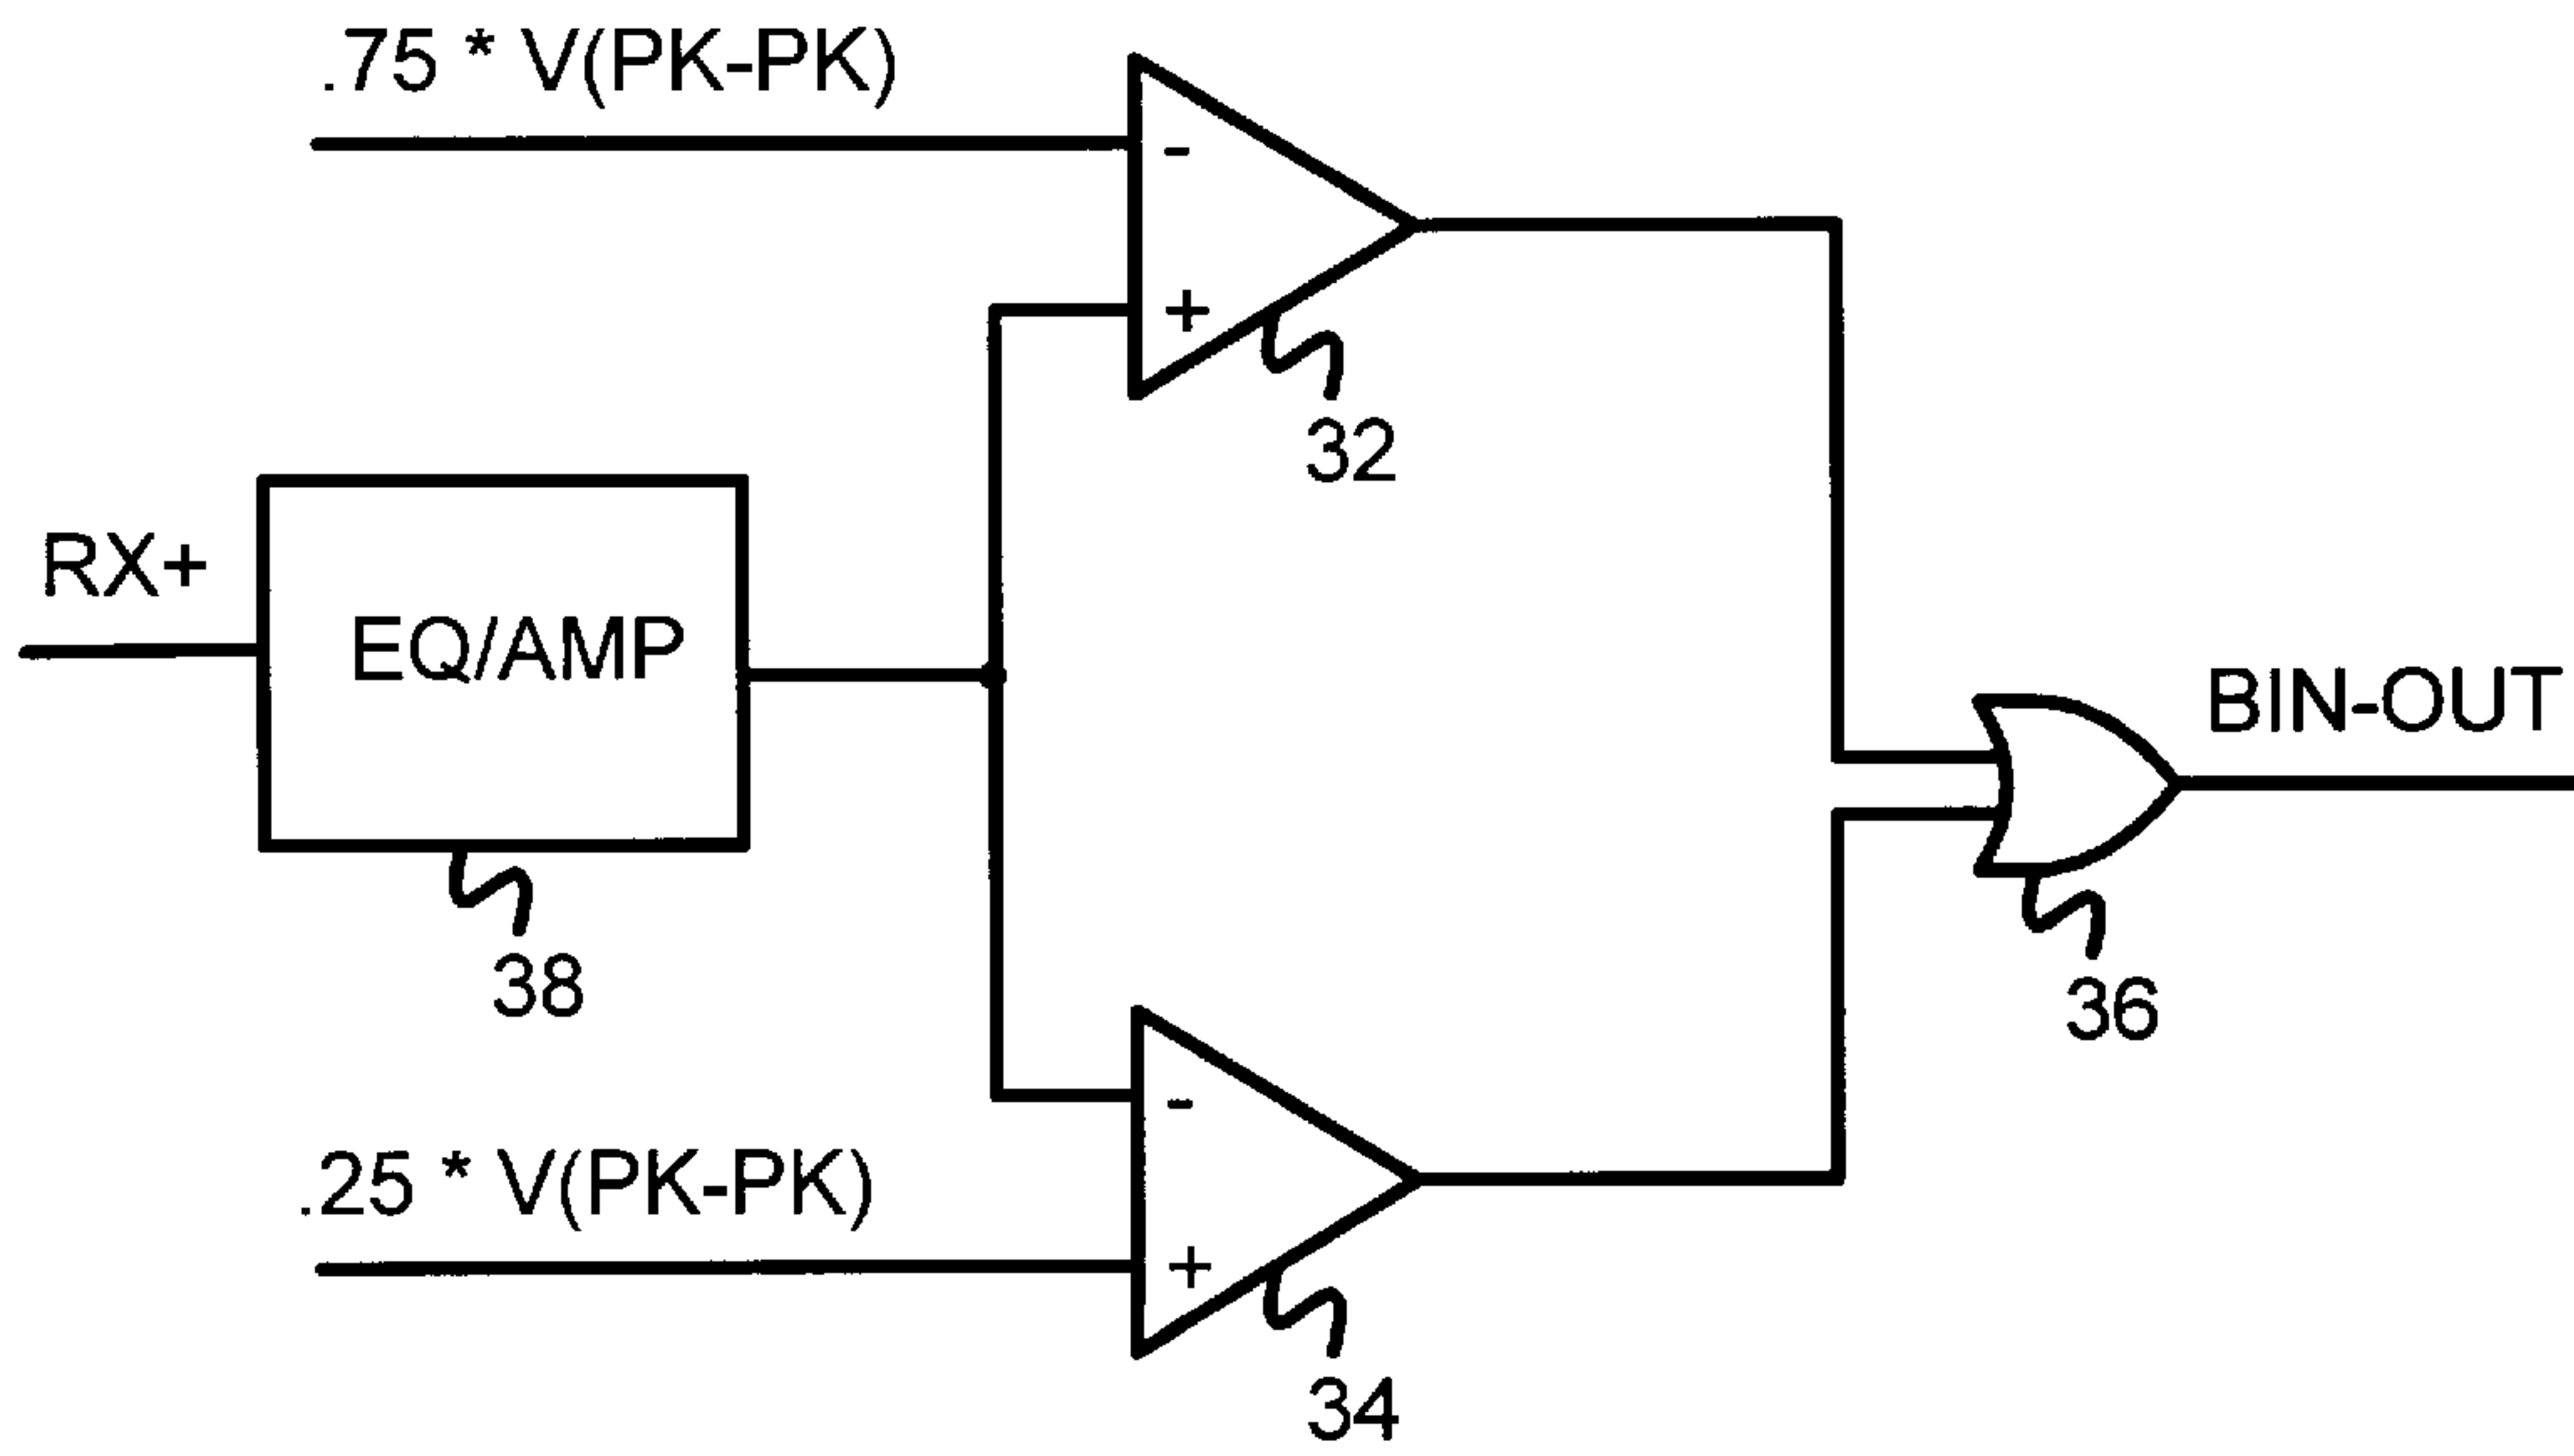 .75 * V(PK-PK)
-
+
32
RX+
EQ/AMP
38
BIN-OUT
36
-
.25 * V(PK-PK)
+
34